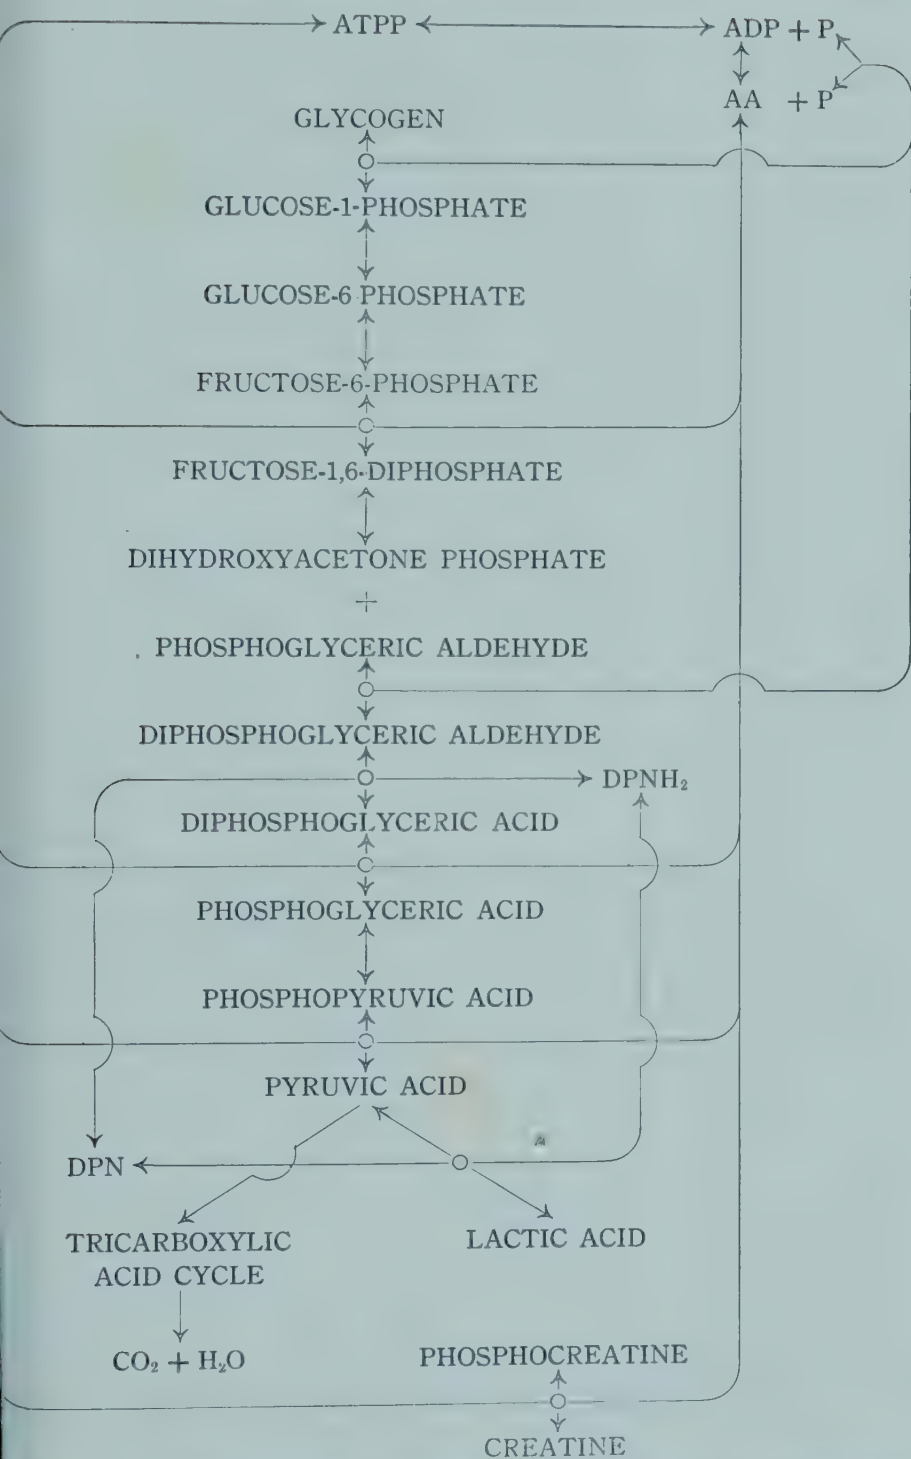 ATPP ADP + P
AA + P
GLYCOGEN
GLUCOSE-1-PHOSPHATE
GLUCOSE-6 PHOSPHATE
FRUCTOSE-6-PHOSPHATE
FRUCTOSE-1,6-DIPHOSPHATE
DIHYDROXYACETONE PHOSPHATE
+
PHOSPHOGLYCERIC ALDEHYDE
DIPHOSPHOGLYCERIC ALDEHYDE
DPNH₂
DIPHOSPHOGLYCERIC ACID
PHOSPHOGLYCERIC ACID
PHOSPHOPYRUVIC ACID
PYRUVIC ACID
DPN
TRICARBOXYLIC
ACID CYCLE
LACTIC ACID
CO₂ + H₂O
PHOSPHOCREATINE
CREATINE